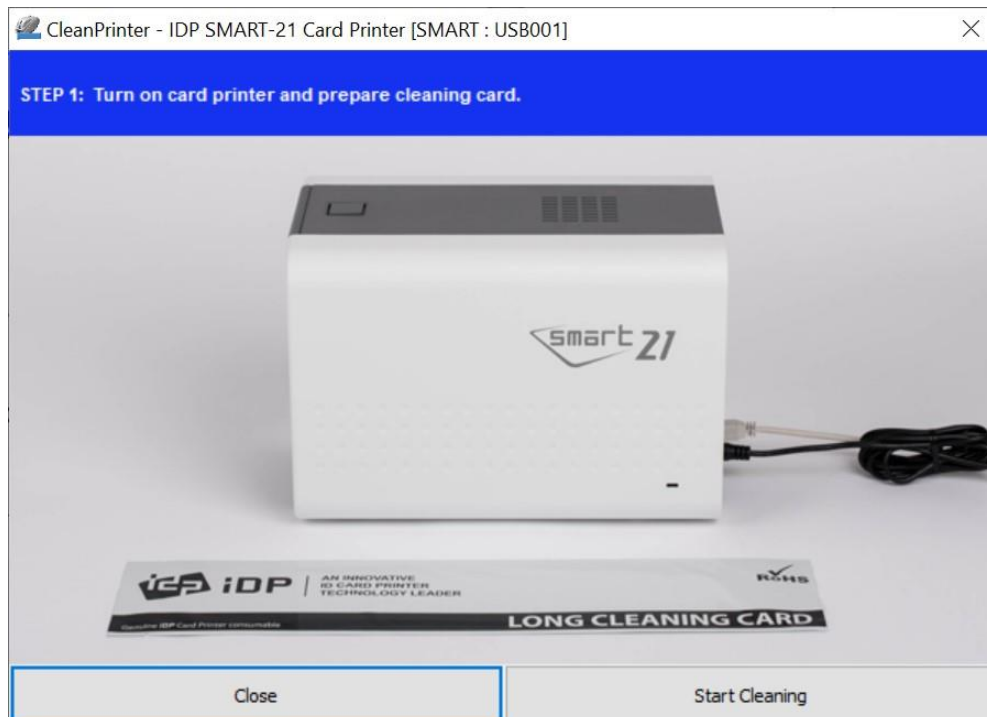 CleanPrinter - IDP SMART-21 Card Printer [SMART : USB001]
STEP 1: Turn on card printer and prepare cleaning card.
smart 21
iDP
AN INNOVATIVE
ID CARD PRINTER
TECHNOLOGY LEADER
RoHS
Genuine IDP Card Printer consumable
LONG CLEANING CARD
Close
Start Cleaning